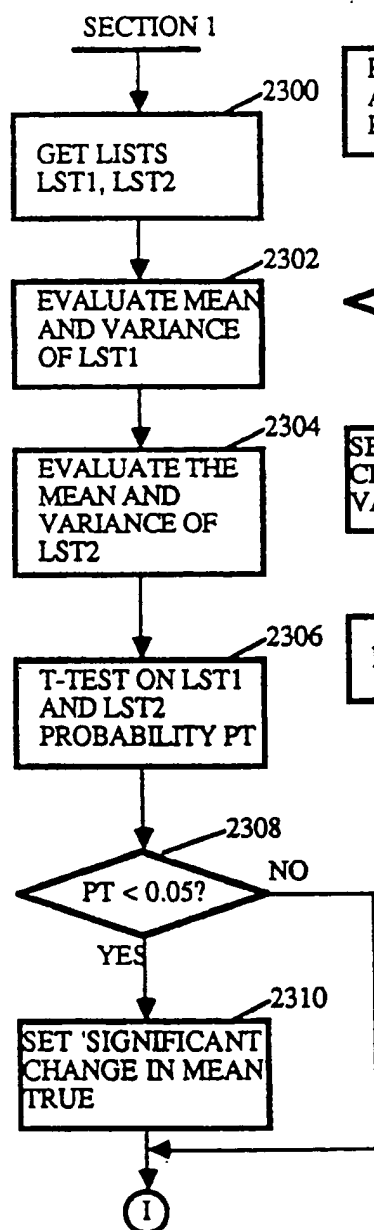 SECTION 1
2300
GET LISTS
LST1, LST2
2302
EVALUATE MEAN
AND VARIANCE
OF LST1
2304
EVALUATE THE
MEAN AND
VARIANCE OF
LST2
2306
T-TEST ON LST1
AND LST2
PROBABILITY PT
2308
PT < 0.05?
NO
YES
2310
SET 'SIGNIFICANT
CHANGE IN MEAN
TRUE
I